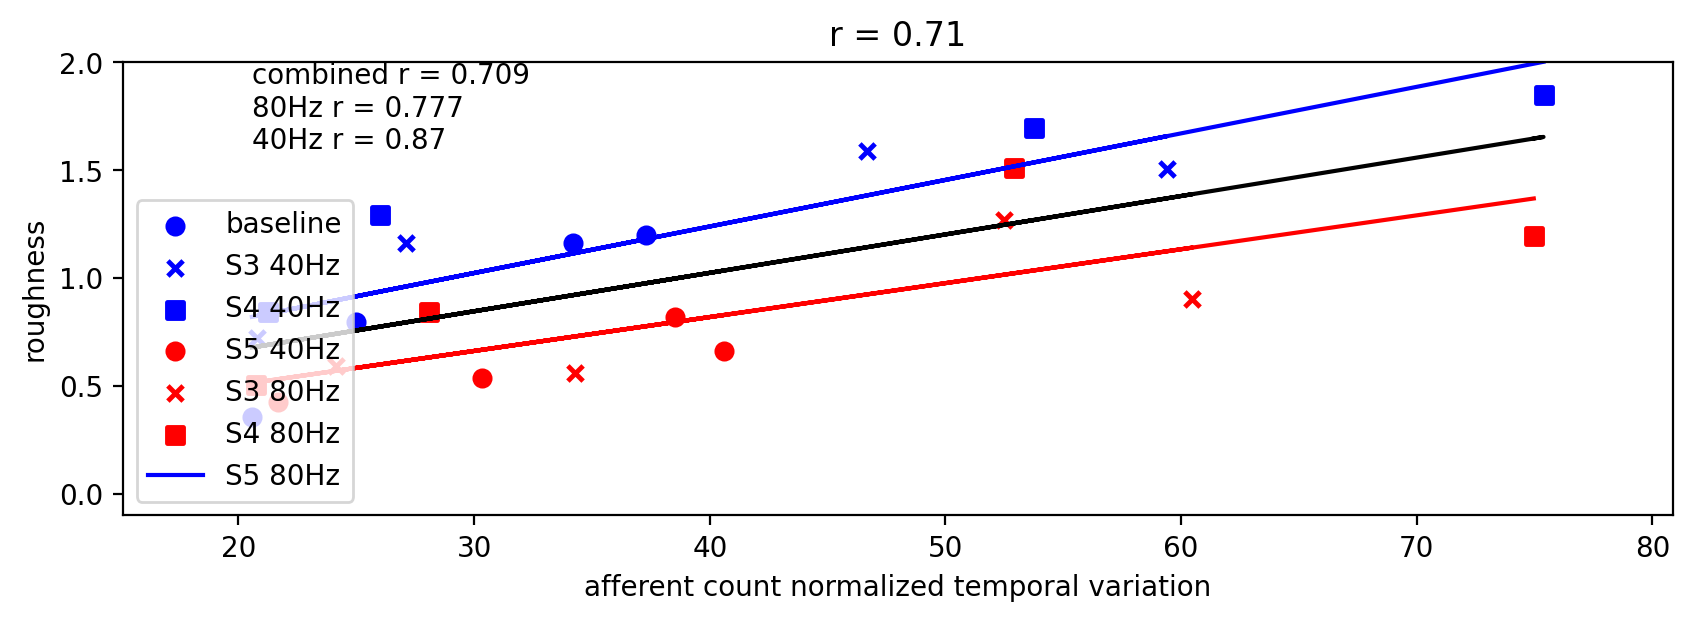 r = 0.71
combined r = 0.709
80Hz r = 0.777
40Hz r = 0.87
baseline
S3 40Hz
S4 40Hz
S5 40Hz
S3 80Hz
S4 80Hz
S5 80Hz
roughness
2.0
1.5
1.0
0.5
0.0
20 30 40 50 60 70 80
afferent count normalized temporal variation